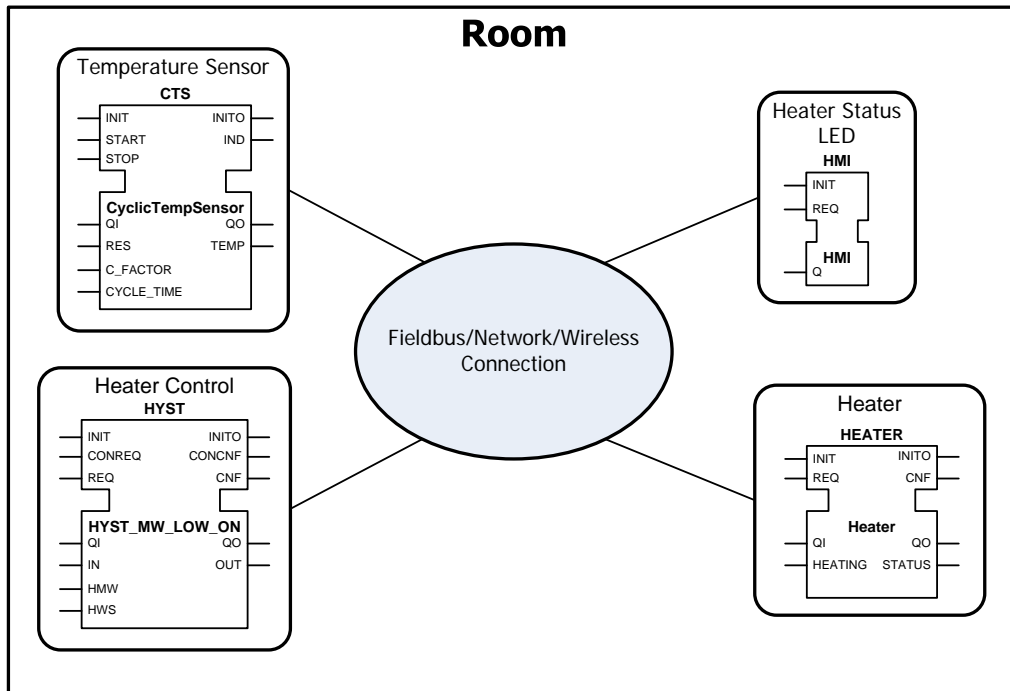 Room
Temperature Sensor
CTS
INIT INITO
START IND
STOP
CyclicTempSensor
QI QO
RES TEMP
C_FACTOR
CYCLE_TIME
Heater Status
LED
HMI
INIT
REQ
HMI
Q
Fieldbus/Network/Wireless
Connection
Heater Control
HYST
INIT INITO
CONREQ CONCNF
REQ CNF
HYST_MW_LOW_ON
QI QO
IN OUT
HMW
HWS
Heater
HEATER
INIT INITO
REQ CNF
Heater
QI QO
HEATING STATUS